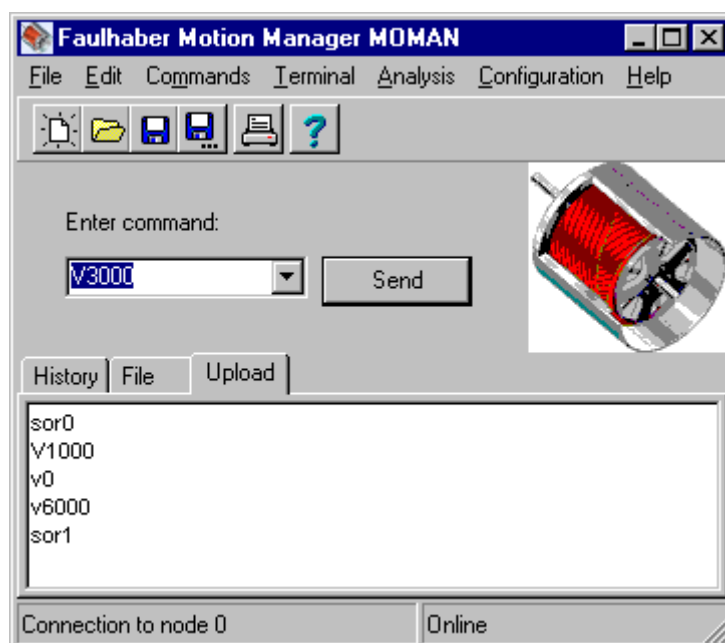 Faulhaber Motion Manager MOMAN
File Edit Commands Terminal Analysis Configuration Help
Enter command:
V3000
Send
History File Upload
sor0
V1000
v0
v6000
sor1
Connection to node 0 Online